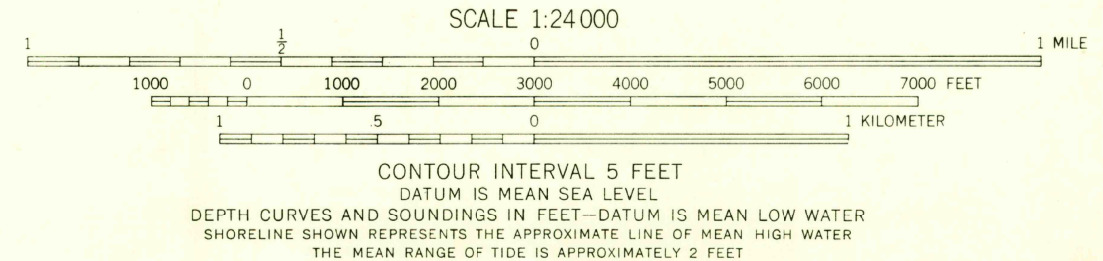 SCALE 1:24 000
1 1/2 0 1 MILE
1000 0 1000 2000 3000 4000 5000 6000 7000 FEET
1 .5 0 1 KILOMETER
CONTOUR INTERVAL 5 FEET
DATUM IS MEAN SEA LEVEL
DEPTH CURVES AND SOUNDINGS IN FEET—DATUM IS MEAN LOW WATER
SHORELINE SHOWN REPRESENTS THE APPROXIMATE LINE OF MEAN HIGH WATER
THE MEAN RANGE OF TIDE IS APPROXIMATELY 2 FEET